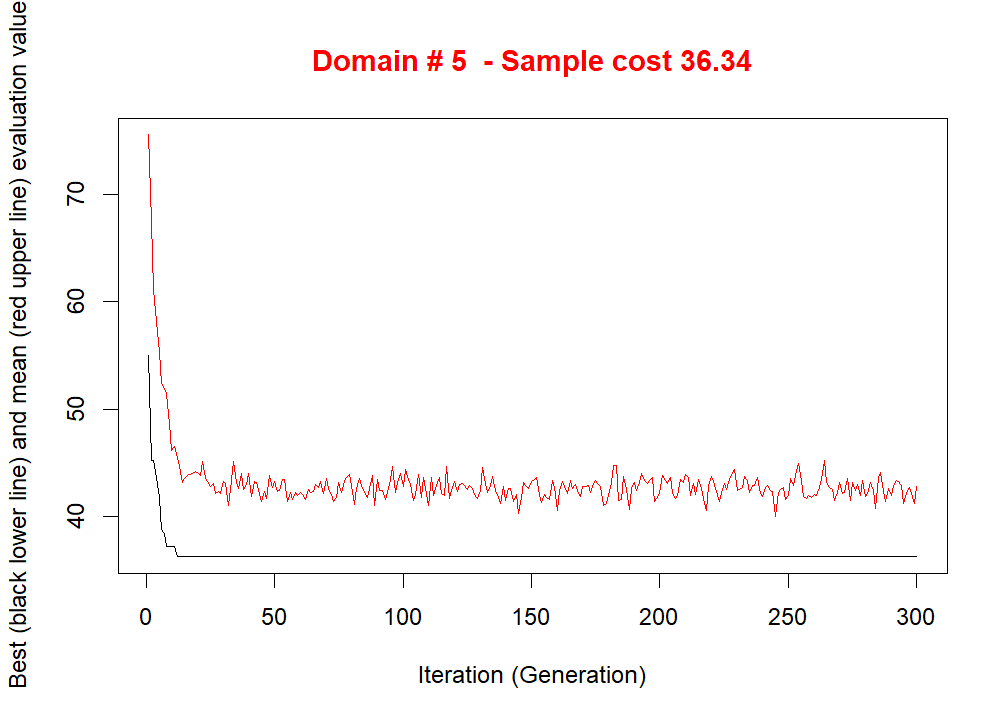 Domain # 5  - Sample cost 36.34
Best (black lower line) and mean (red upper line) evaluation value
70
60
50
40
0 50 100 150 200 250 300
Iteration (Generation)